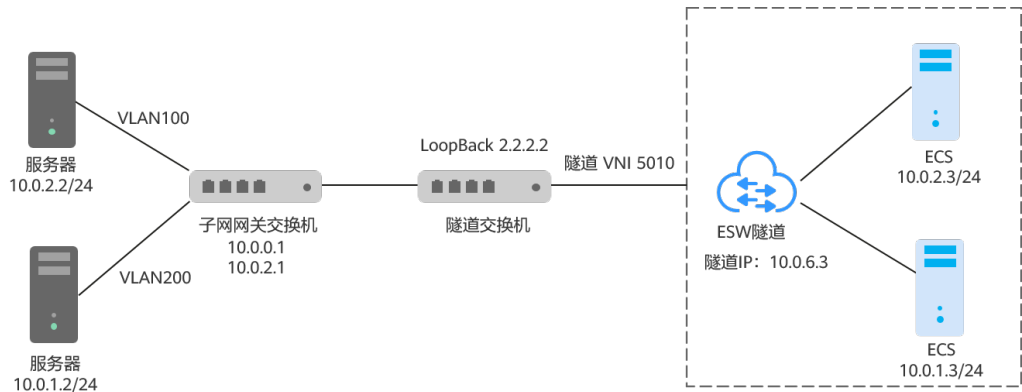 VLAN100
服务器
10.0.2.2/24
VLAN200
服务器
10.0.1.2/24
子网网关交换机
10.0.0.1
10.0.2.1
LoopBack 2.2.2.2
隧道交换机
隧道 VNI 5010
ESW隧道
隧道IP：10.0.6.3
ECS
10.0.2.3/24
ECS
10.0.1.3/24